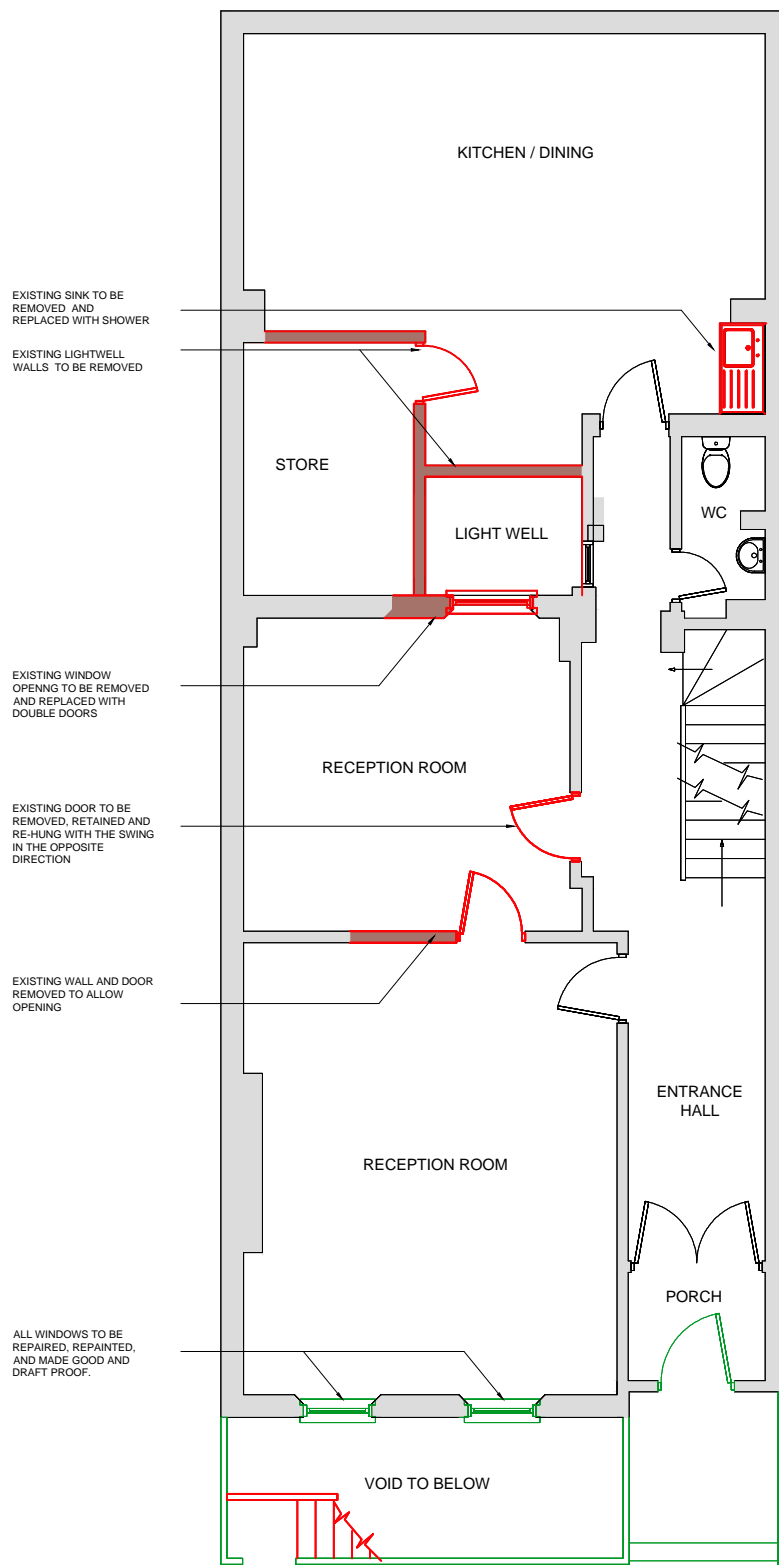 KITCHEN / DINING
EXISTING SINK TO BE
REMOVED AND
REPLACED WITH SHOWER
EXISTING LIGHTWELL
WALLS TO BE REMOVED
STORE
WC
LIGHT WELL
EXISTING WINDOW
OPENNG TO BE REMOVED
AND REPLACED WITH
DOUBLE DOORS
RECEPTION ROOM
EXISTING DOOR TO BE
REMOVED, RETAINED AND
RE-HUNG WITH THE SWING
IN THE OPPOSITE
DIRECTION
EXISTING WALL AND DOOR
REMOVED TO ALLOW
OPENING
ENTRANCE
HALL
RECEPTION ROOM
PORCH
ALL WINDOWS TO BE
REPAIRED, REPAINTED,
AND MADE GOOD AND
DRAFT PROOF.
VOID TO BELOW